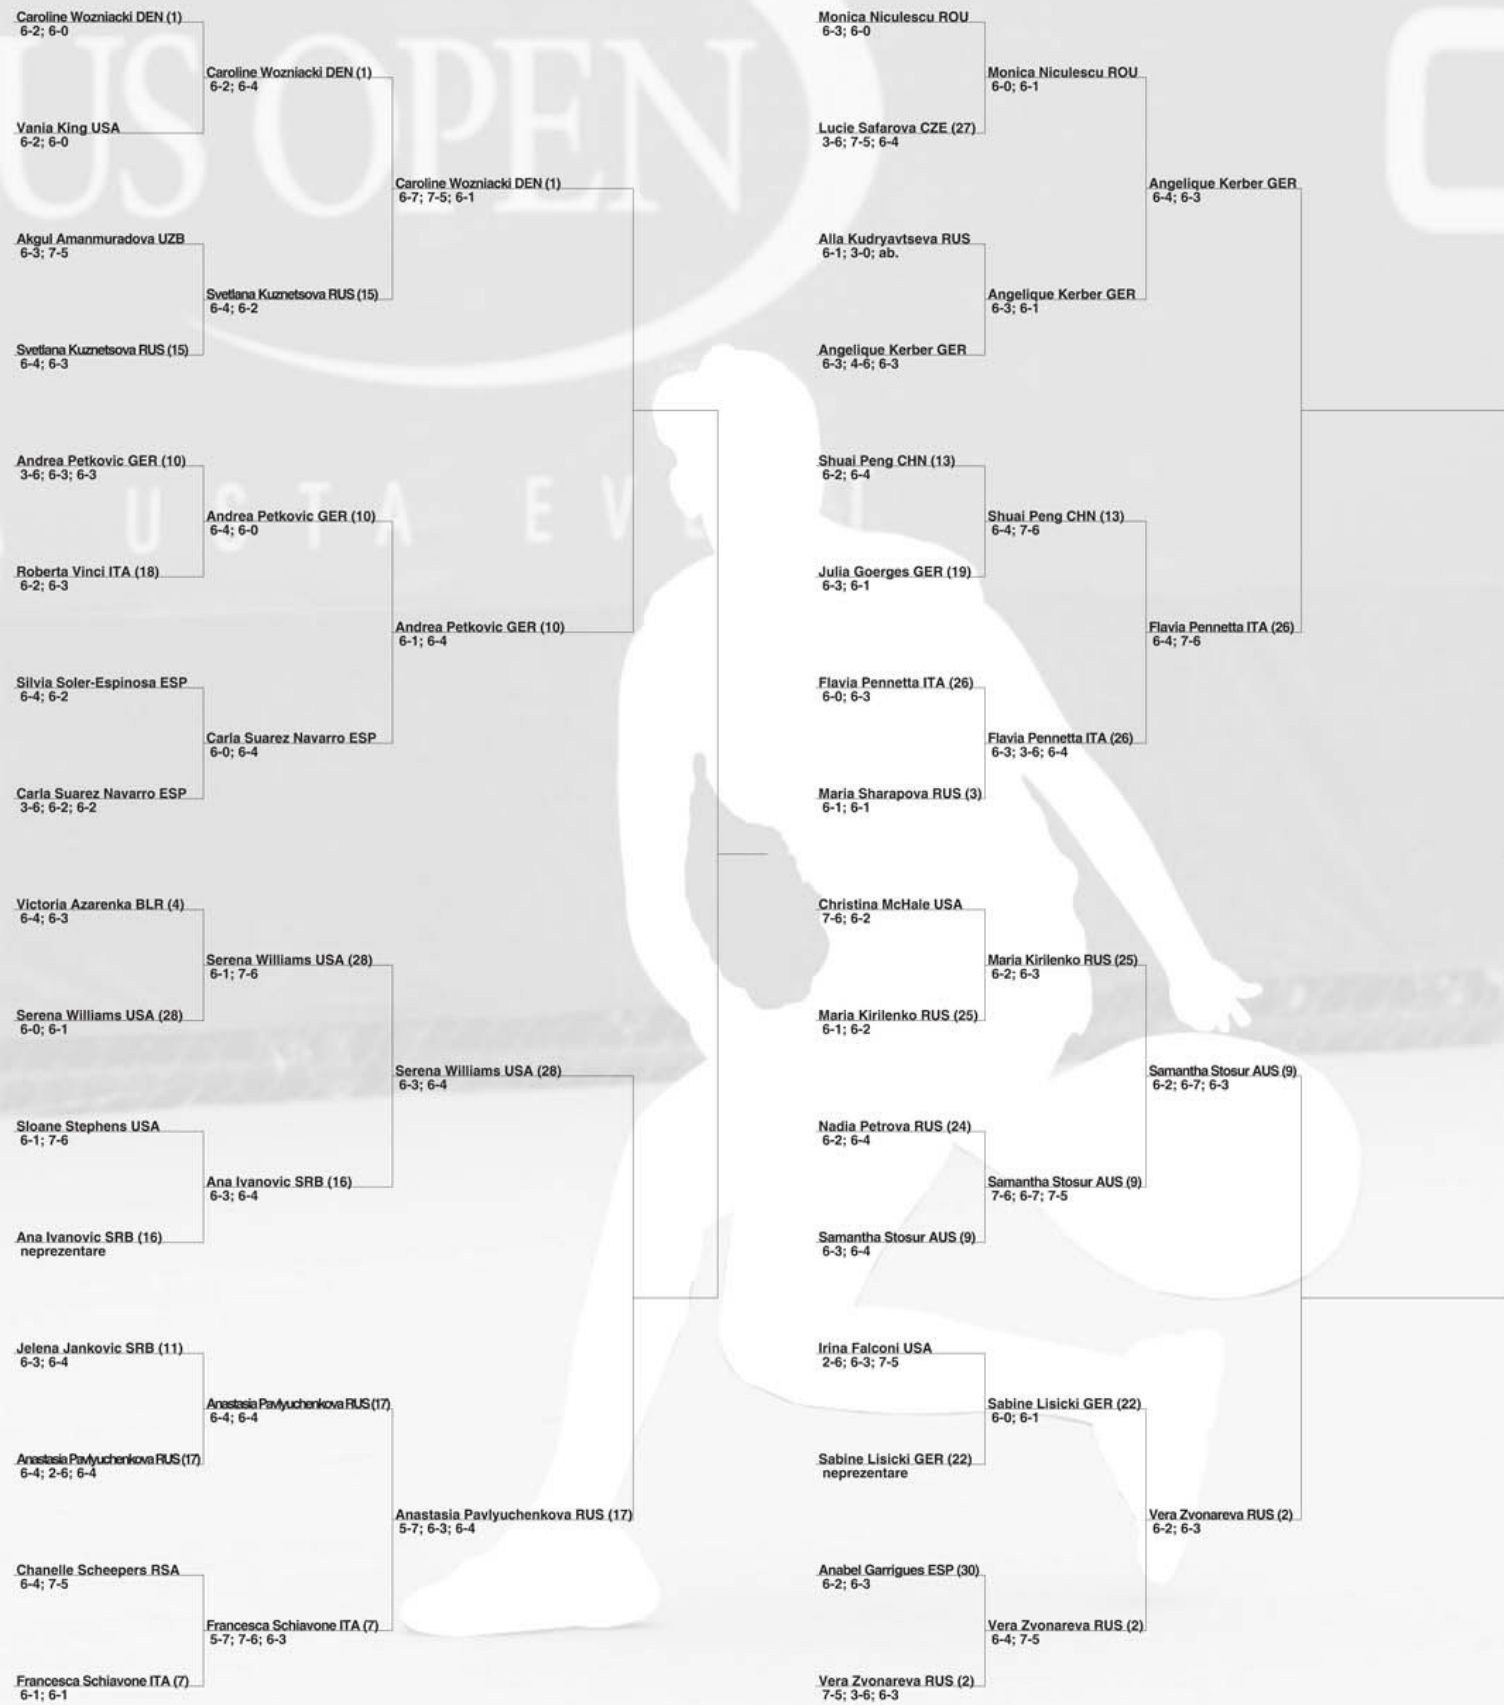 US OPEN
A USTA EV
Caroline Wozniacki DEN (1)
6-2; 6-0
Caroline Wozniacki DEN (1)
6-2; 6-4
Vania King USA
6-2; 6-0
Caroline Wozniacki DEN (1)
6-7; 7-5; 6-1
Akgul Amanmuradova UZB
6-3; 7-5
Svetlana Kuznetsova RUS (15)
6-4; 6-2
Svetlana Kuznetsova RUS (15)
6-4; 6-3
Andrea Petkovic GER (10)
3-6; 6-3; 6-3
Andrea Petkovic GER (10)
6-4; 6-0
Roberta Vinci ITA (18)
6-2; 6-3
Andrea Petkovic GER (10)
6-1; 6-4
Silvia Soler-Espinosa ESP
6-4; 6-2
Carla Suarez Navarro ESP
6-0; 6-4
Carla Suarez Navarro ESP
3-6; 6-2; 6-2
Victoria Azarenka BLR (4)
6-4; 6-3
Serena Williams USA (28)
6-1; 7-6
Serena Williams USA (28)
6-0; 6-1
Serena Williams USA (28)
6-3; 6-4
Sloane Stephens USA
6-1; 7-6
Ana Ivanovic SRB (16)
6-3; 6-4
Ana Ivanovic SRB (16)
neprezentare
Jelena Jankovic SRB (11)
6-3; 6-4
Anastasia Pavlyuchenkova RUS (17)
6-4; 6-4
Anastasia Pavlyuchenkova RUS (17)
6-4; 2-6; 6-4
Anastasia Pavlyuchenkova RUS (17)
5-7; 6-3; 6-4
Chanelle Scheepers RSA
6-4; 7-5
Francesca Schiavone ITA (7)
5-7; 7-6; 6-3
Francesca Schiavone ITA (7)
6-1; 6-1
Monica Niculescu ROU
6-3; 6-0
Monica Niculescu ROU
6-0; 6-1
Lucie Safarova CZE (27)
3-6; 7-5; 6-4
Angelique Kerber GER
6-4; 6-3
Alla Kudryavtseva RUS
6-1; 3-0; ab.
Angelique Kerber GER
6-3; 6-1
Angelique Kerber GER
6-3; 4-6; 6-3
Shuai Peng CHN (13)
6-2; 6-4
Shuai Peng CHN (13)
6-4; 7-6
Julia Goerges GER (19)
6-3; 6-1
Flavia Pennetta ITA (26)
6-4; 7-6
Flavia Pennetta ITA (26)
6-0; 6-3
Flavia Pennetta ITA (26)
6-3; 3-6; 6-4
Maria Sharapova RUS (3)
6-1; 6-1
Christina McHale USA
7-6; 6-2
Maria Kirilenko RUS (25)
6-2; 6-3
Maria Kirilenko RUS (25)
6-1; 6-2
Samantha Stosur AUS (9)
6-2; 6-7; 6-3
Nadia Petrova RUS (24)
6-2; 6-4
Samantha Stosur AUS (9)
7-6; 6-7; 7-5
Samantha Stosur AUS (9)
6-3; 6-4
Irina Falconi USA
2-6; 6-3; 7-5
Sabine Lisicki GER (22)
6-0; 6-1
Sabine Lisicki GER (22)
neprezentare
Vera Zvonareva RUS (2)
6-2; 6-3
Anabel Garrigues ESP (30)
6-2; 6-3
Vera Zvonareva RUS (2)
6-4; 7-5
Vera Zvonareva RUS (2)
7-5; 3-6; 6-3